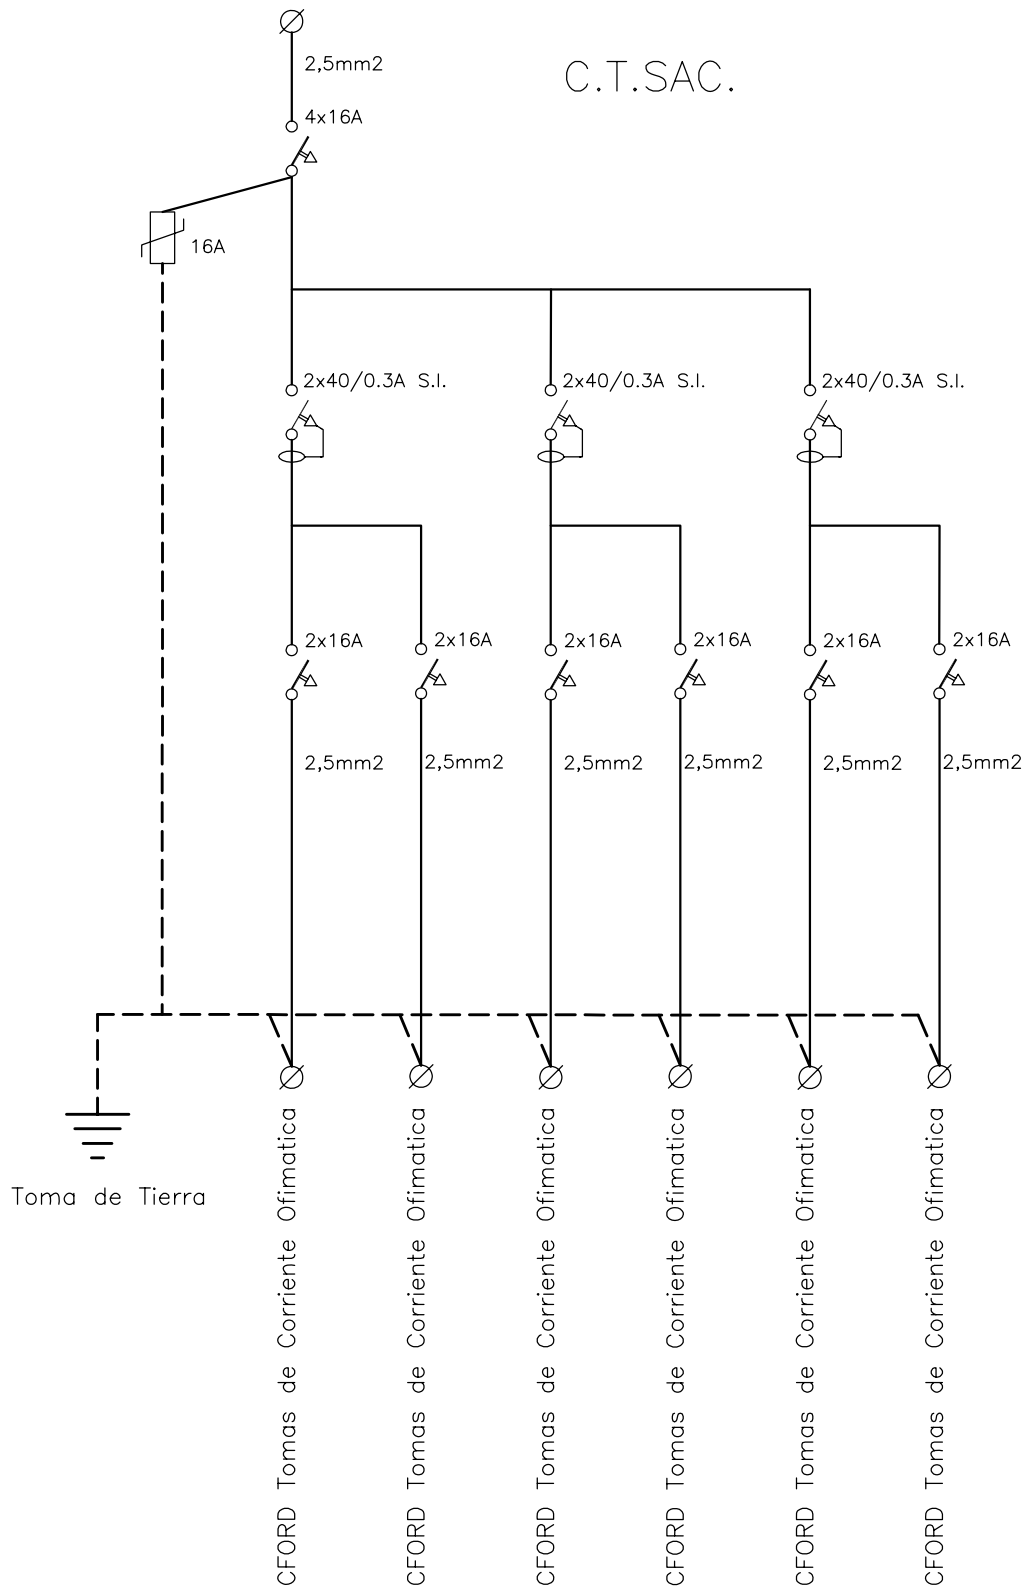 C.T.SAC.
2,5mm2
4x16A
16A
2x40/0.3A S.I.
2x40/0.3A S.I.
2x40/0.3A S.I.
2x16A
2x16A
2x16A
2x16A
2x16A
2x16A
2,5mm2
2,5mm2
2,5mm2
2,5mm2
2,5mm2
2,5mm2
Toma de Tierra
CFORD Tomas de Corriente Ofimatica
CFORD Tomas de Corriente Ofimatica
CFORD Tomas de Corriente Ofimatica
CFORD Tomas de Corriente Ofimatica
CFORD Tomas de Corriente Ofimatica
CFORD Tomas de Corriente Ofimatica